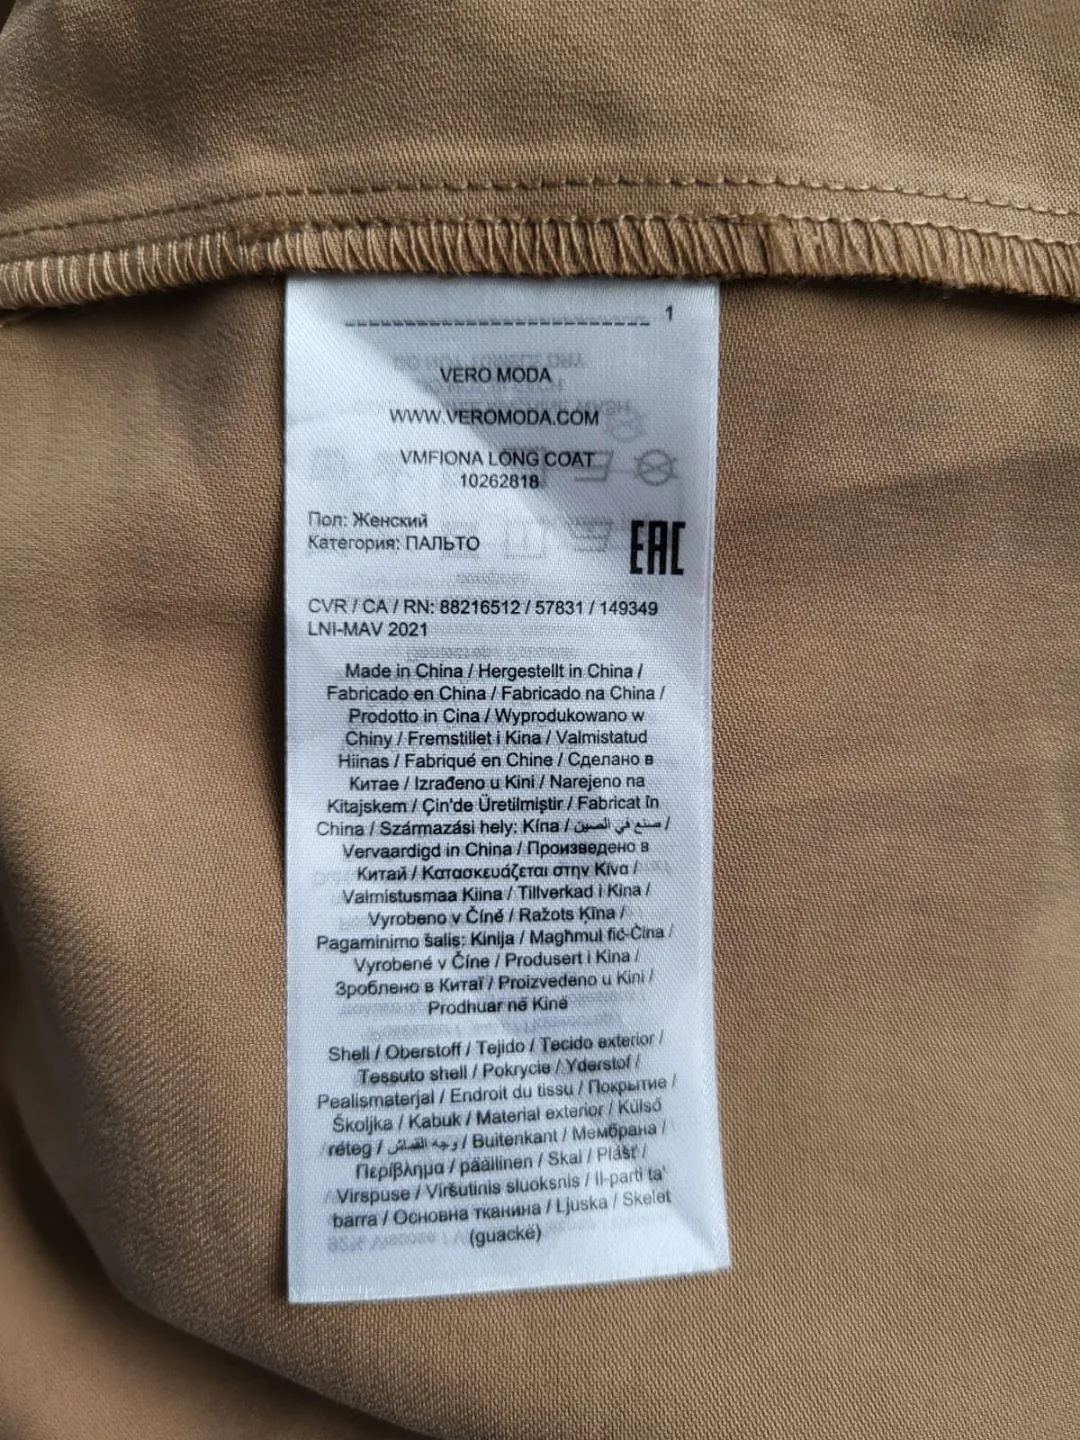 1
VERO MODA
WWW.VEROMODA.COM
VMFIONA LONG COAT
10262818
Пол: Женский
Категория: ПАЛЬТО
EAC
CVR / CA / RN: 88216512 / 57831 / 149349
LNI-MAV 2021
Made in China / Hergestellt in China /
Fabricado en China / Fabricado na China /
Prodotto in Cina / Wyprodukowano w
Chiny / Fremstillet i Kina / Valmistatud
Hiinas / Fabriqué en Chine / Сделано в
Китае / Izrađeno u Kini / Narejeno na
Kitajskem / Çin'de Üretilmiştir / Fabricat în
China / Származási hely: Kína / صنع في الصين /
Vervaardigd in China / Произведено в
Китай / Κατασκευάζεται στην Κίνα /
Valmistusmaa Kiina / Tillverkad i Kina /
Vyrobeno v Číně / Ražots Ķīna /
Pagaminimo šalis: Kinija / Magħmul fiċ-Ċina /
Vyrobené v Číne / Produsert i Kina /
Зроблено в Китаї / Proizvedeno u Kini /
Prodhuar në Kinë
Shell / Oberstoff / Tejido / Tecido exterior /
Tessuto shell / Pokrycie / Yderstof /
Pealismaterjal / Endroit du tissu / Покрытие /
Školjka / Kabuk / Material exterior / Külső
réteg / وجه القماش / Buitenkant / Мембрана /
Περίβλημα / päällinen / Skal / Plášť /
Virspuse / Viršutinis sluoksnis / Il-parti ta'
barra / Основна тканина / Ljuska / Skelet
(guackë)